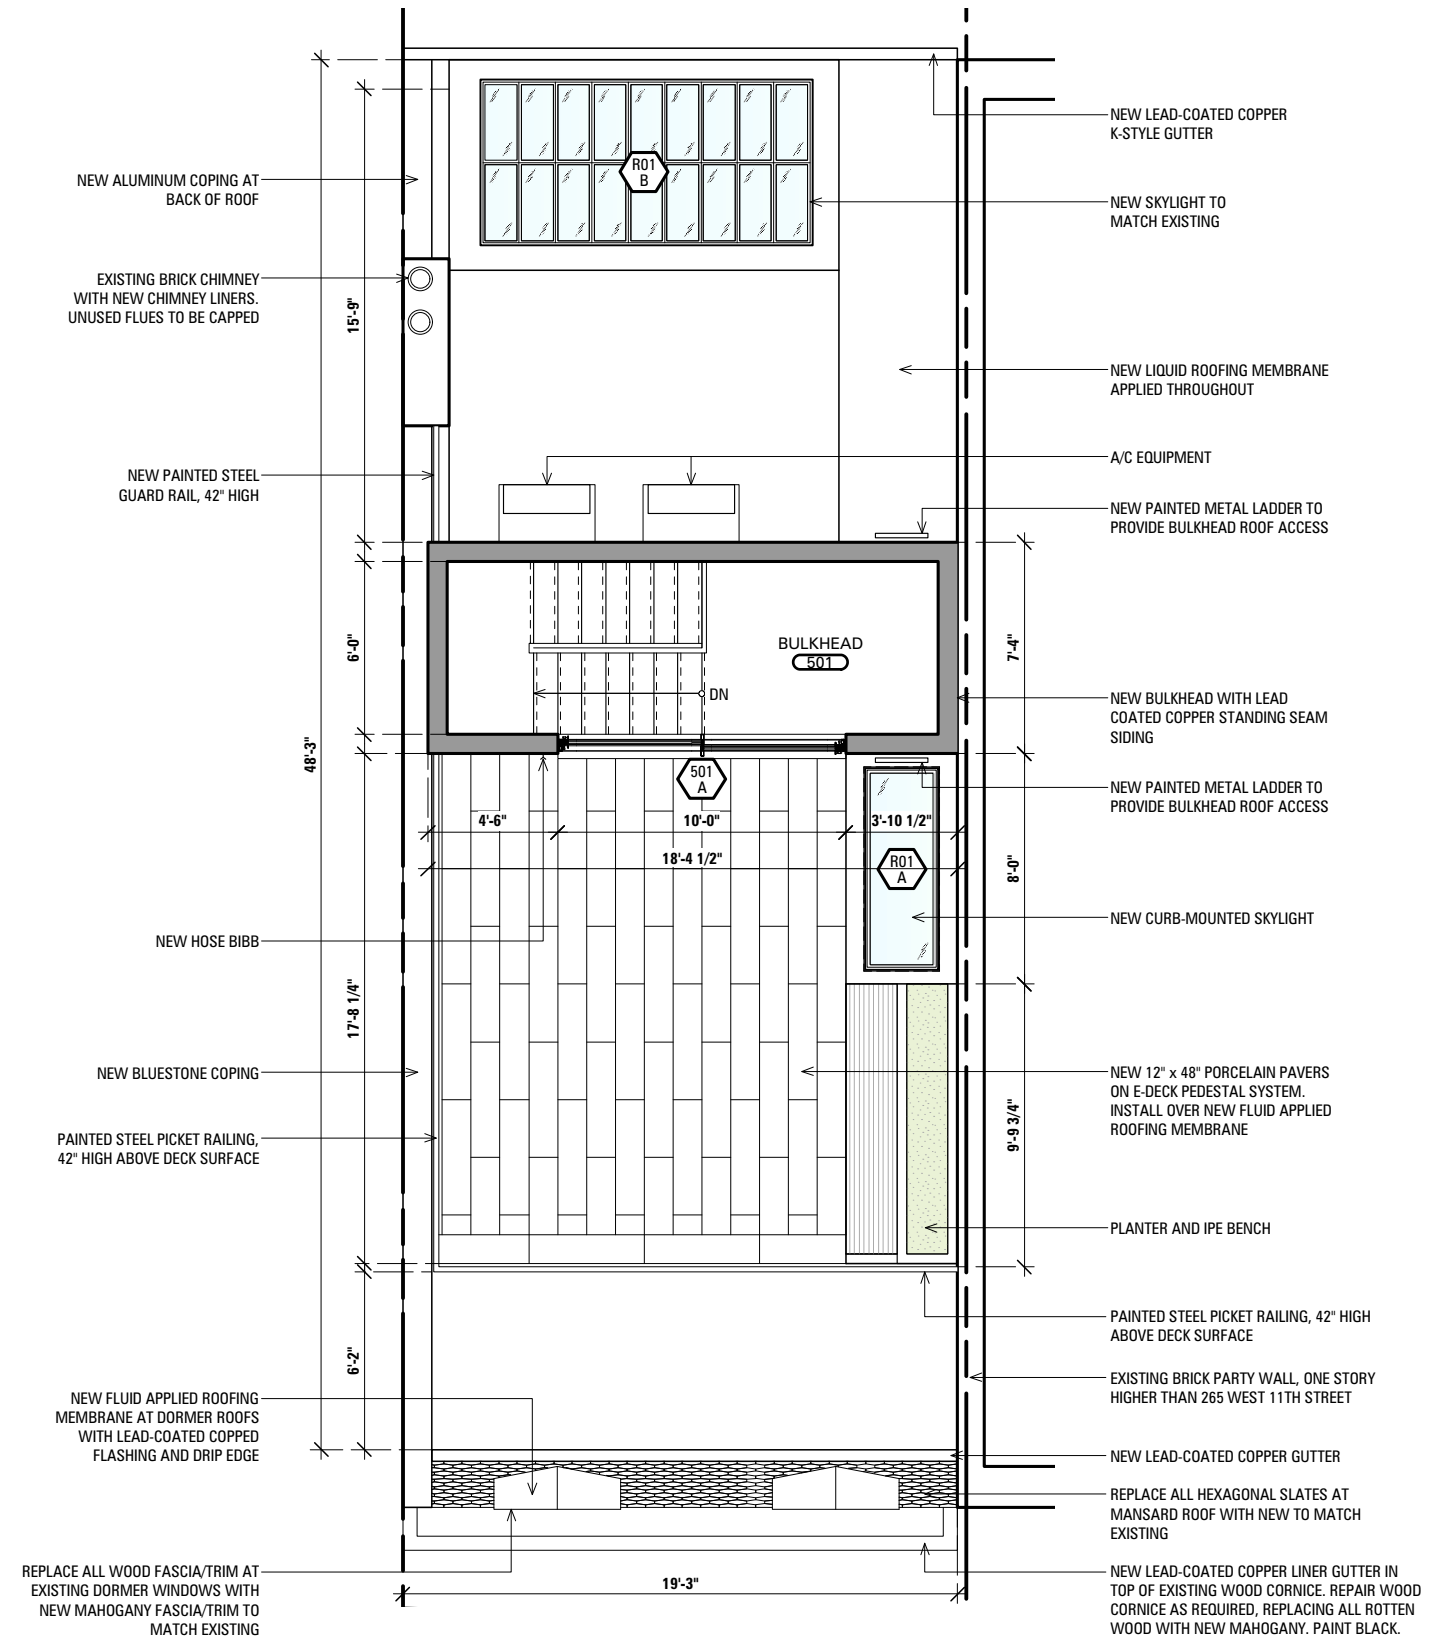 NEW ALUMINUM COPING AT
BACK OF ROOF
EXISTING BRICK CHIMNEY
WITH NEW CHIMNEY LINERS.
UNUSED FLUES TO BE CAPPED
NEW PAINTED STEEL
GUARD RAIL, 42" HIGH
NEW HOSE BIBB
NEW BLUESTONE COPING
PAINTED STEEL PICKET RAILING,
42" HIGH ABOVE DECK SURFACE
NEW FLUID APPLIED ROOFING
MEMBRANE AT DORMER ROOFS
WITH LEAD-COATED COPPED
FLASHING AND DRIP EDGE
REPLACE ALL WOOD FASCIA/TRIM AT
EXISTING DORMER WINDOWS WITH
NEW MAHOGANY FASCIA/TRIM TO
MATCH EXISTING
48'-3"
15'-9"
6'-0"
17'-8 1/4"
6'-2"
R01
B
BULKHEAD
501
DN
501
A
4'-6"
10'-0"
3'-10 1/2"
18'-4 1/2"
R01
A
19'-3"
7'-4"
8'-0"
9'-9 3/4"
NEW LEAD-COATED COPPER
K-STYLE GUTTER
NEW SKYLIGHT TO
MATCH EXISTING
NEW LIQUID ROOFING MEMBRANE
APPLIED THROUGHOUT
A/C EQUIPMENT
NEW PAINTED METAL LADDER TO
PROVIDE BULKHEAD ROOF ACCESS
NEW BULKHEAD WITH LEAD
COATED COPPER STANDING SEAM
SIDING
NEW PAINTED METAL LADDER TO
PROVIDE BULKHEAD ROOF ACCESS
NEW CURB-MOUNTED SKYLIGHT
NEW 12" x 48" PORCELAIN PAVERS
ON E-DECK PEDESTAL SYSTEM.
INSTALL OVER NEW FLUID APPLIED
ROOFING MEMBRANE
PLANTER AND IPE BENCH
PAINTED STEEL PICKET RAILING, 42" HIGH
ABOVE DECK SURFACE
EXISTING BRICK PARTY WALL, ONE STORY
HIGHER THAN 265 WEST 11TH STREET
NEW LEAD-COATED COPPER GUTTER
REPLACE ALL HEXAGONAL SLATES AT
MANSARD ROOF WITH NEW TO MATCH
EXISTING
NEW LEAD-COATED COPPER LINER GUTTER IN
TOP OF EXISTING WOOD CORNICE. REPAIR WOOD
CORNICE AS REQUIRED, REPLACING ALL ROTTEN
WOOD WITH NEW MAHOGANY. PAINT BLACK.